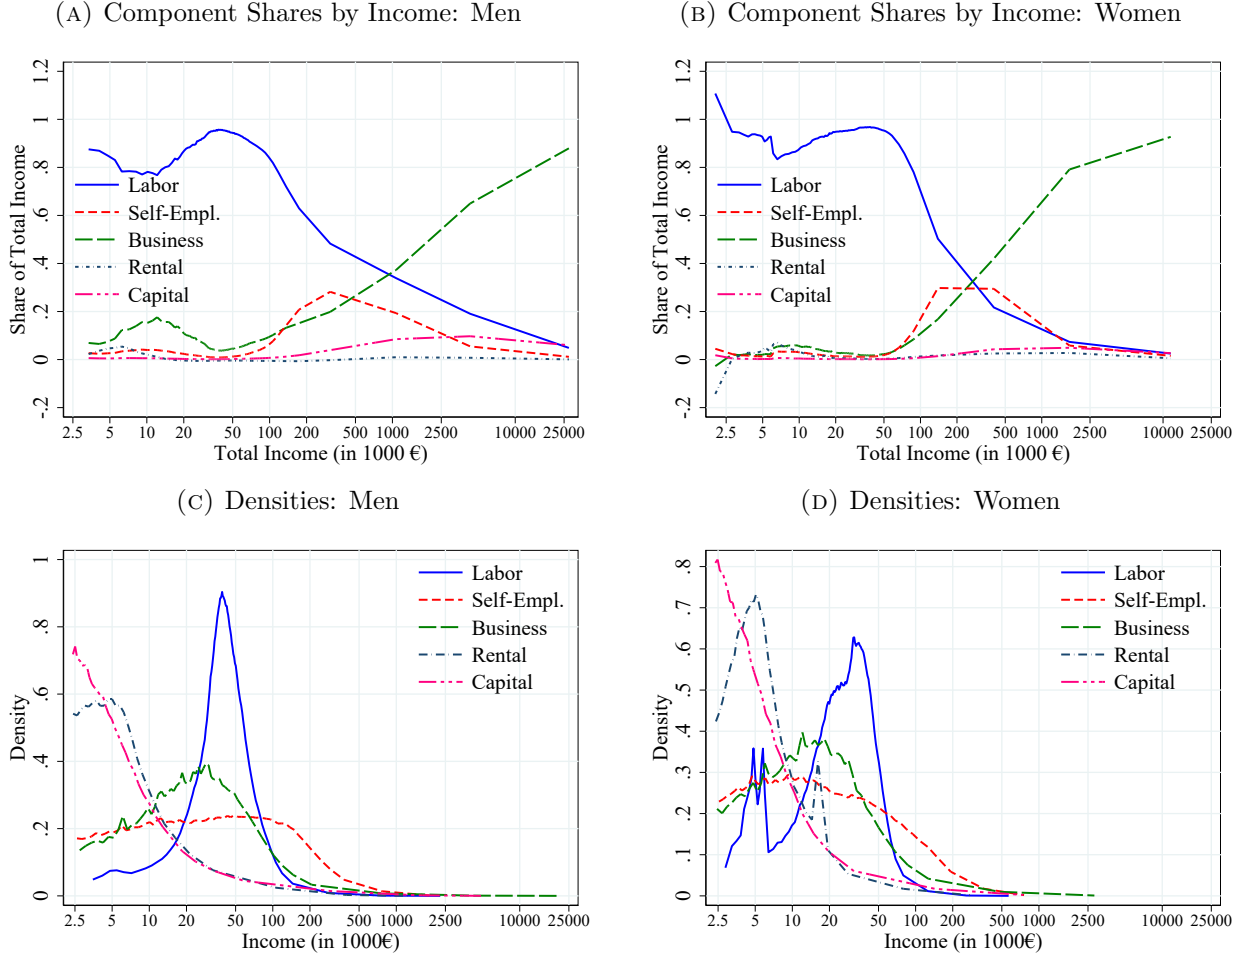 (A) Component Shares by Income: Men
1.2
1
.8
.6
.4
.2
0
-.2
Share of Total Income
Labor
Self-Empl.
Business
Rental
Capital
2.5 5 10 20 50 100 200 500 1000 2500 10000 25000
Total Income (in 1000 €)
(B) Component Shares by Income: Women
1.2
1
.8
.6
.4
.2
0
-.2
Share of Total Income
Labor
Self-Empl.
Business
Rental
Capital
2.5 5 10 20 50 100 200 500 1000 2500 10000 25000
Total Income (in 1000 €)
(C) Densities: Men
1
.8
.6
.4
.2
0
Density
Labor
Self-Empl.
Business
Rental
Capital
2.5 5 10 20 50 100 200 500 1000 2500 10000 25000
Income (in 1000€)
(D) Densities: Women
.8
.7
.6
.5
.4
.3
.2
.1
0
Density
Labor
Self-Empl.
Business
Rental
Capital
2.5 5 10 20 50 100 200 500 1000 2500 10000 25000
Income (in 1000€)